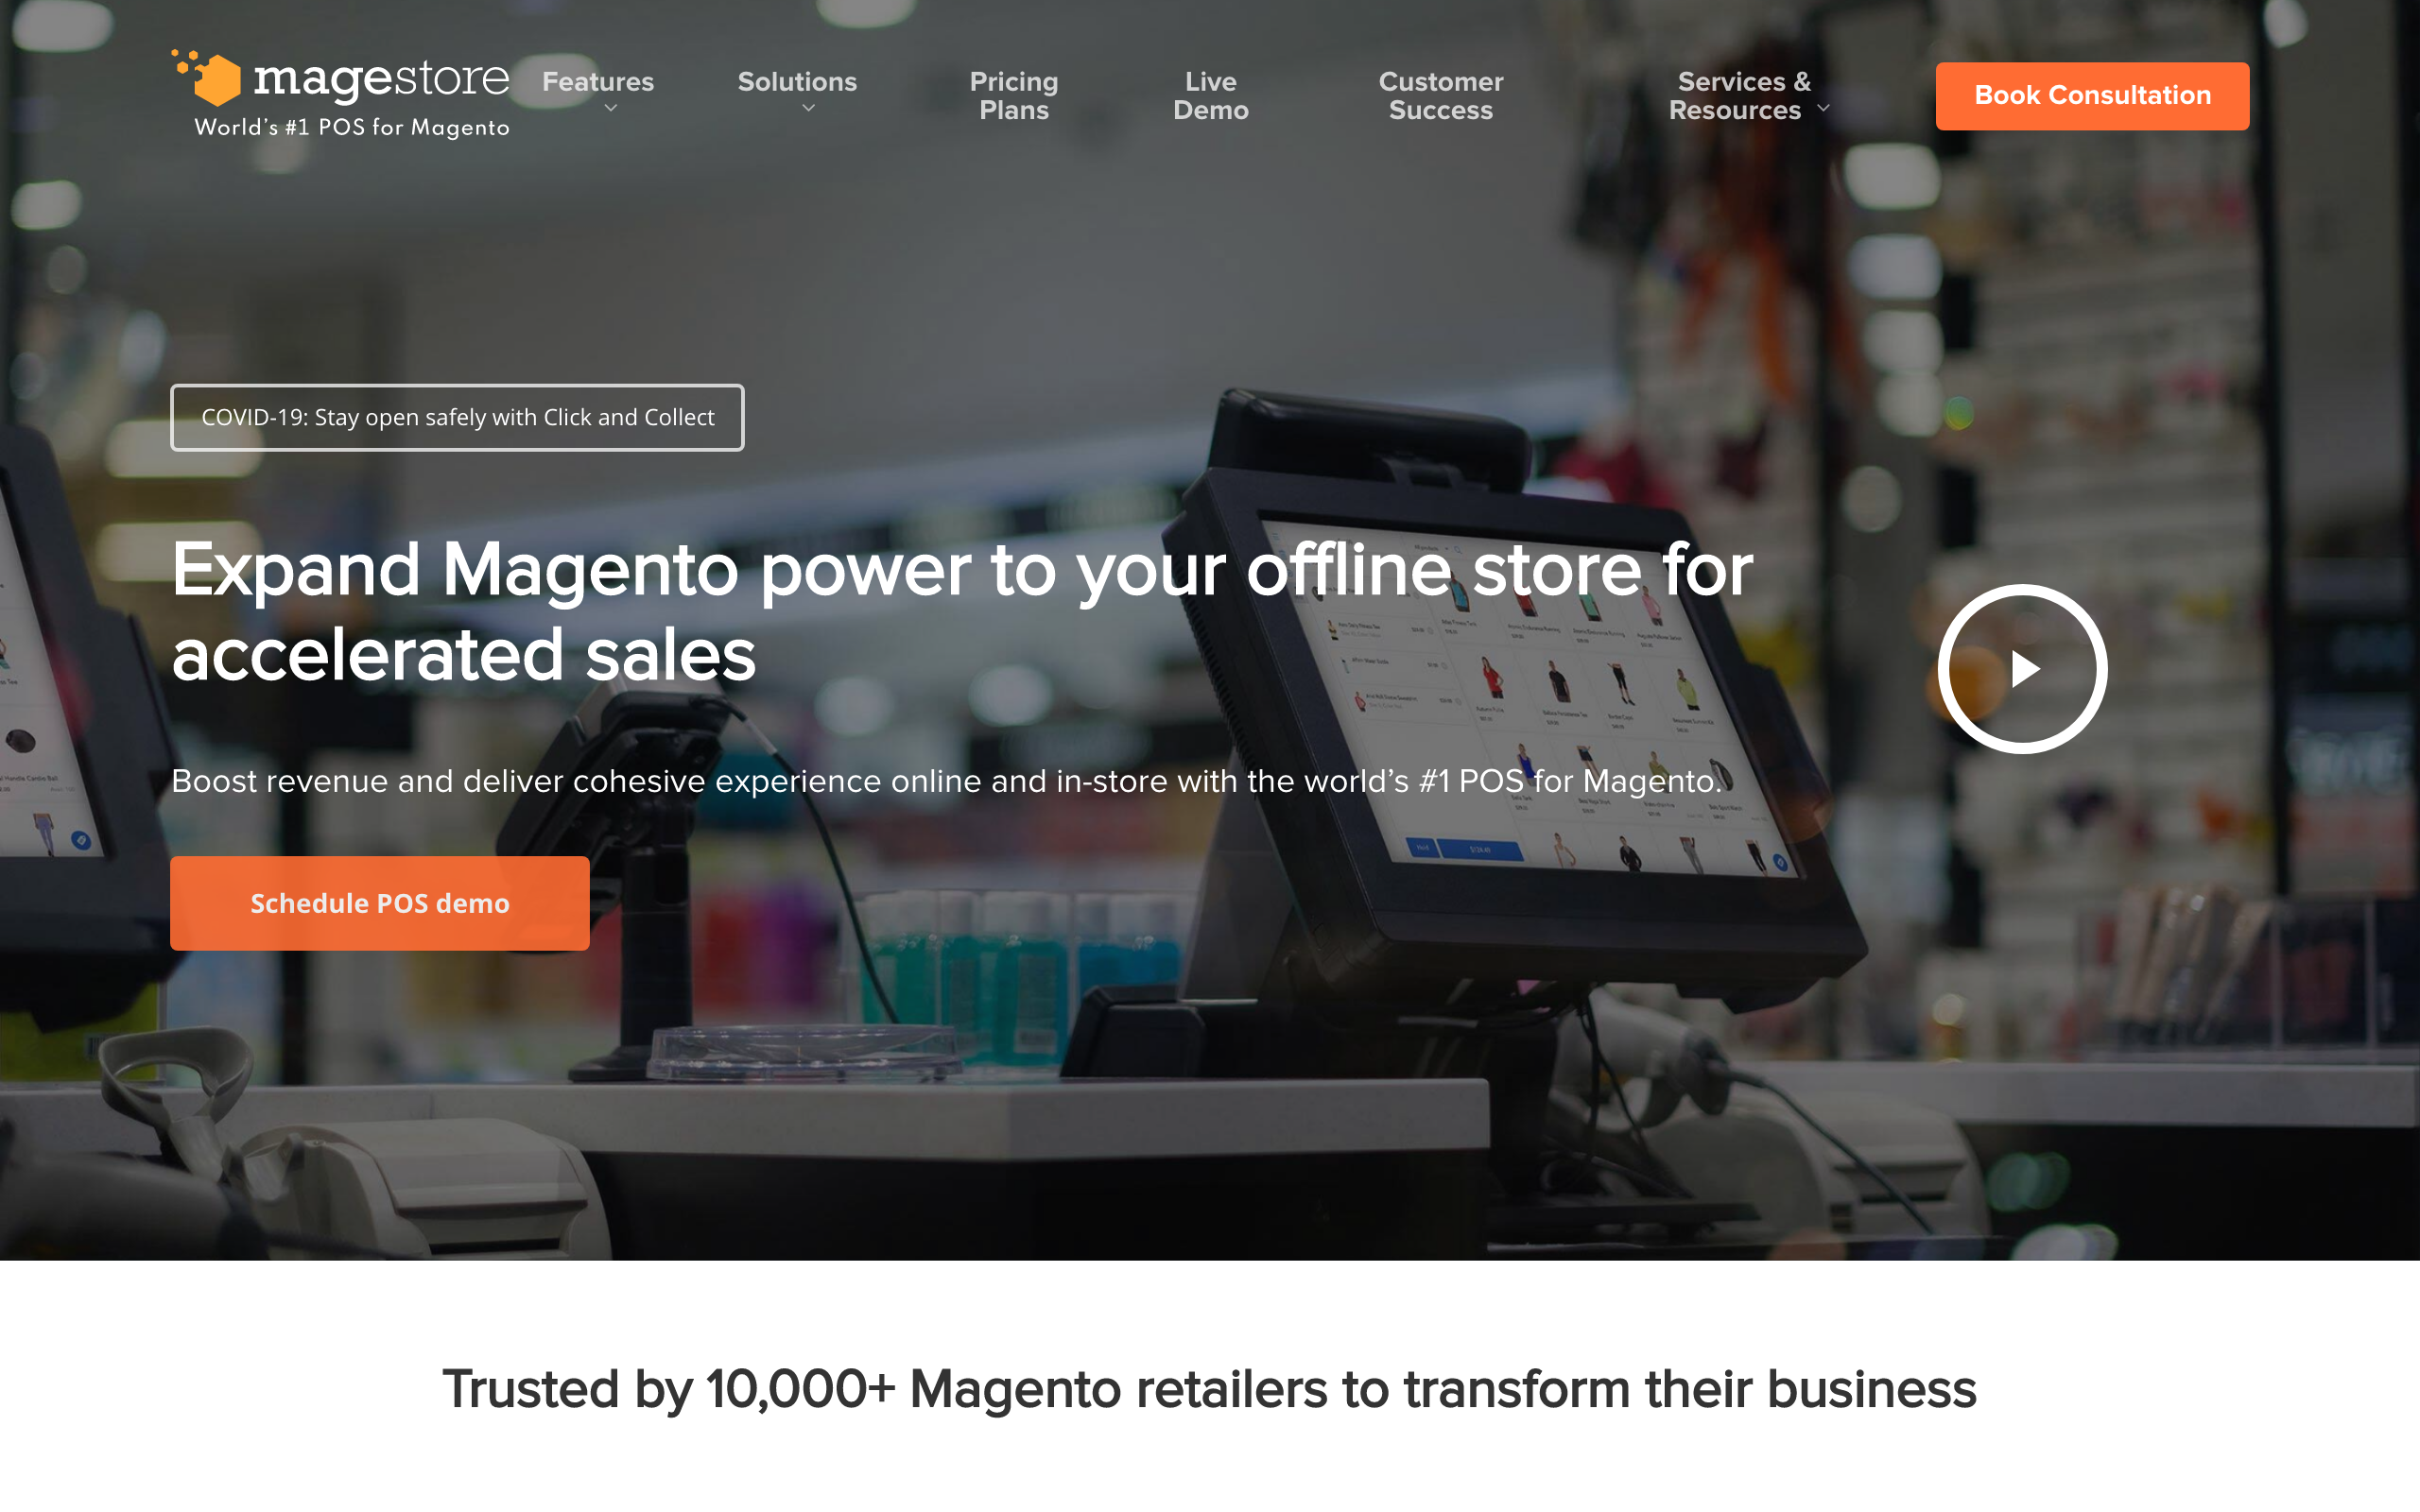 magestore
World's #1 POS for Magento
Features
Solutions
Pricing
Plans
Live
Demo
Customer
Success
Services &
Resources
Book Consultation
COVID-19: Stay open safely with Click and Collect
Expand Magento power to your offline store for
accelerated sales
Boost revenue and deliver cohesive experience online and in-store with the world's #1 POS for Magento.
Schedule POS demo
Trusted by 10,000+ Magento retailers to transform their business